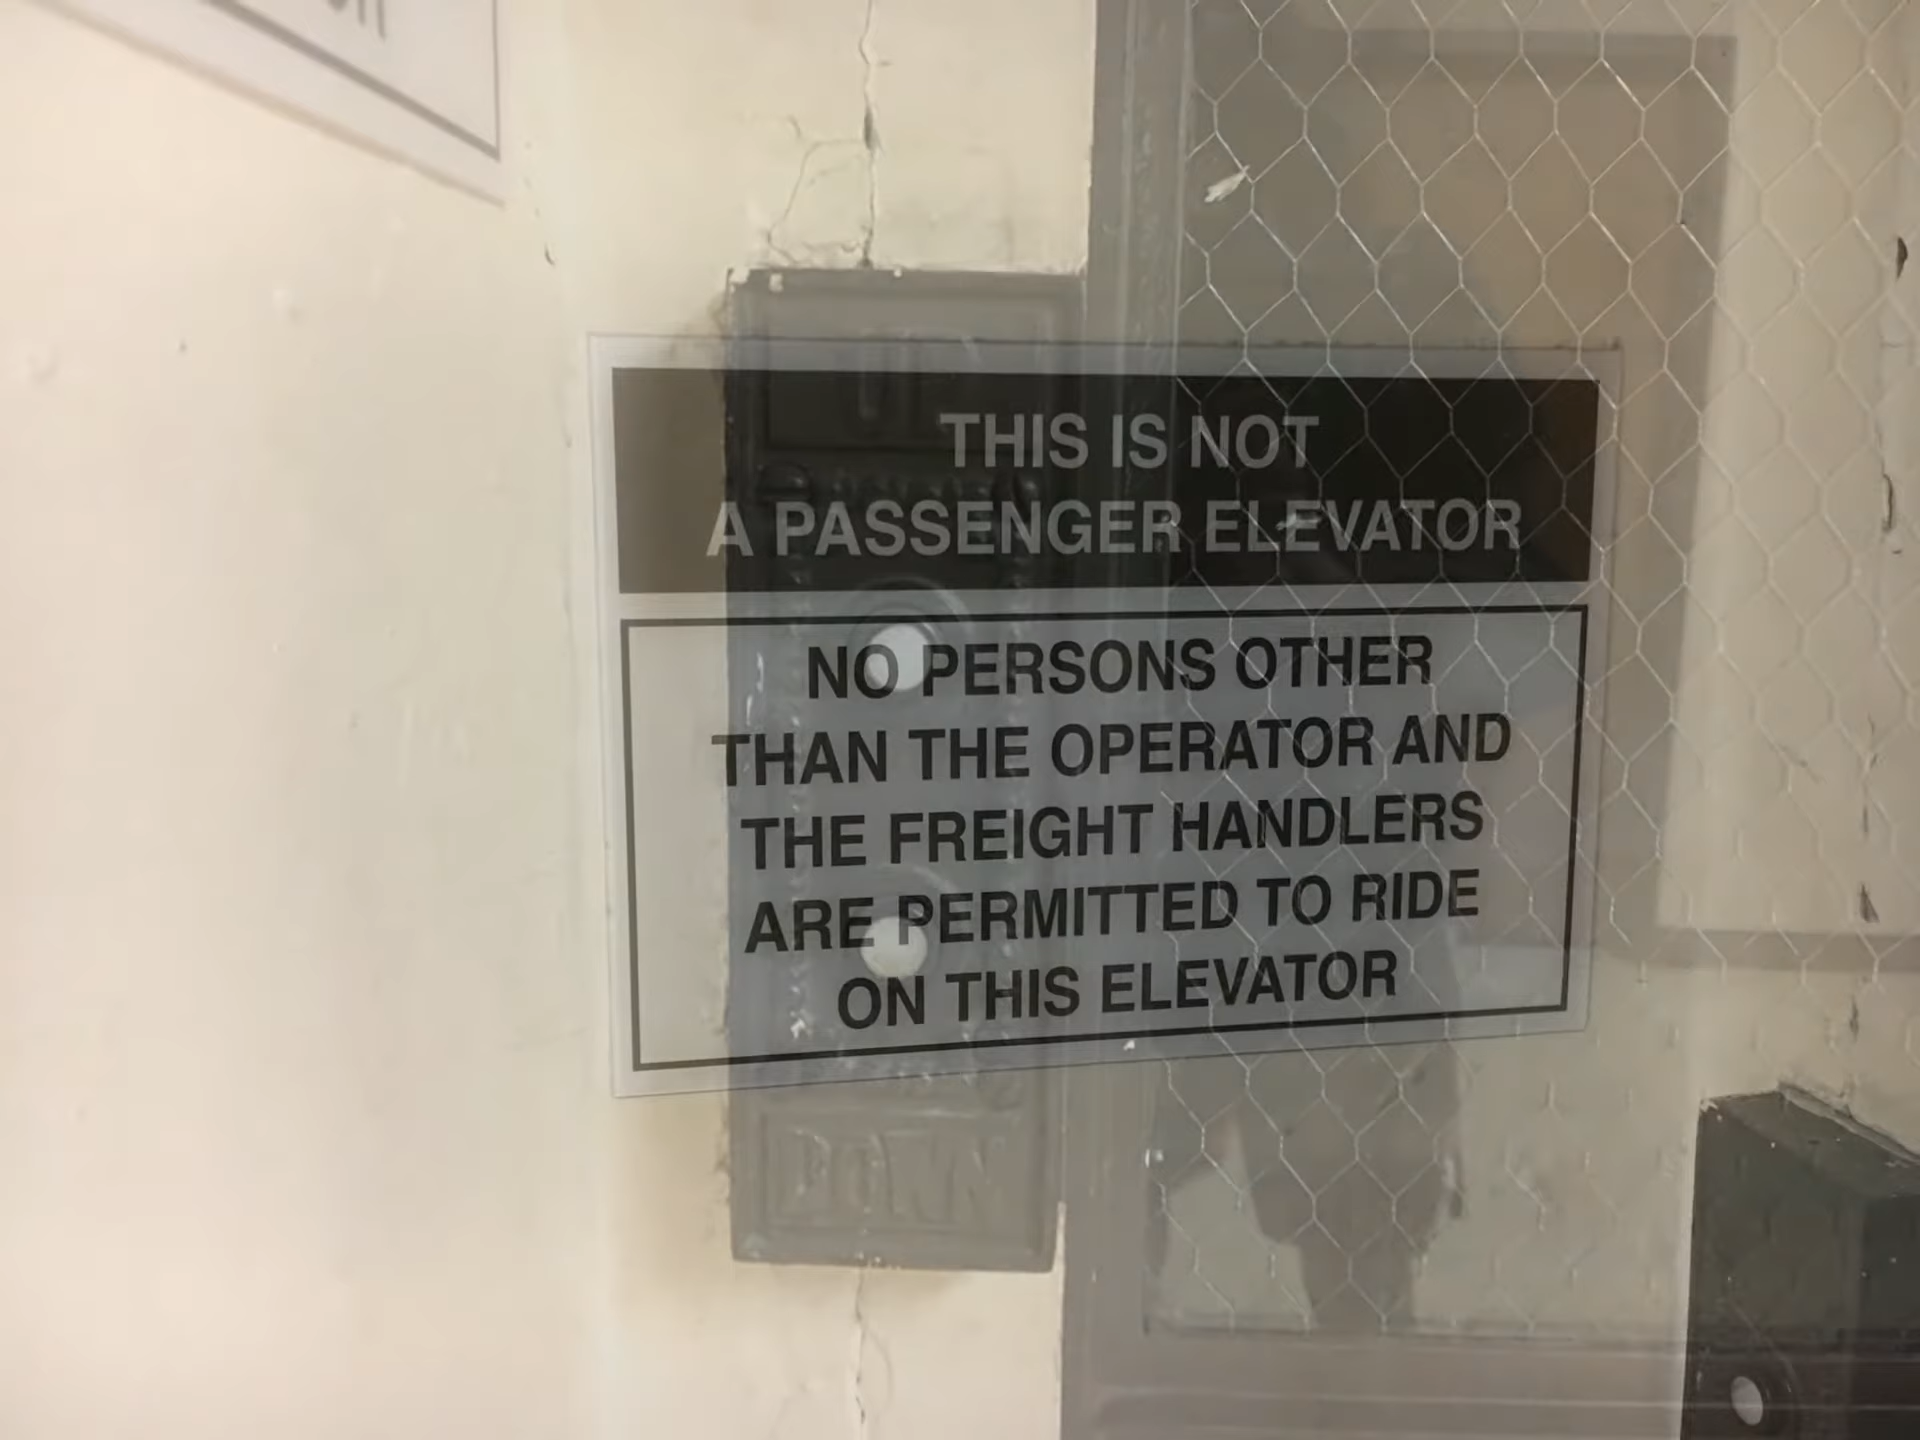 THIS IS NOT
A PASSENGER ELEVATOR
NO PERSONS OTHER
THAN THE OPERATOR AND
THE FREIGHT HANDLERS
ARE PERMITTED TO RIDE
ON THIS ELEVATOR